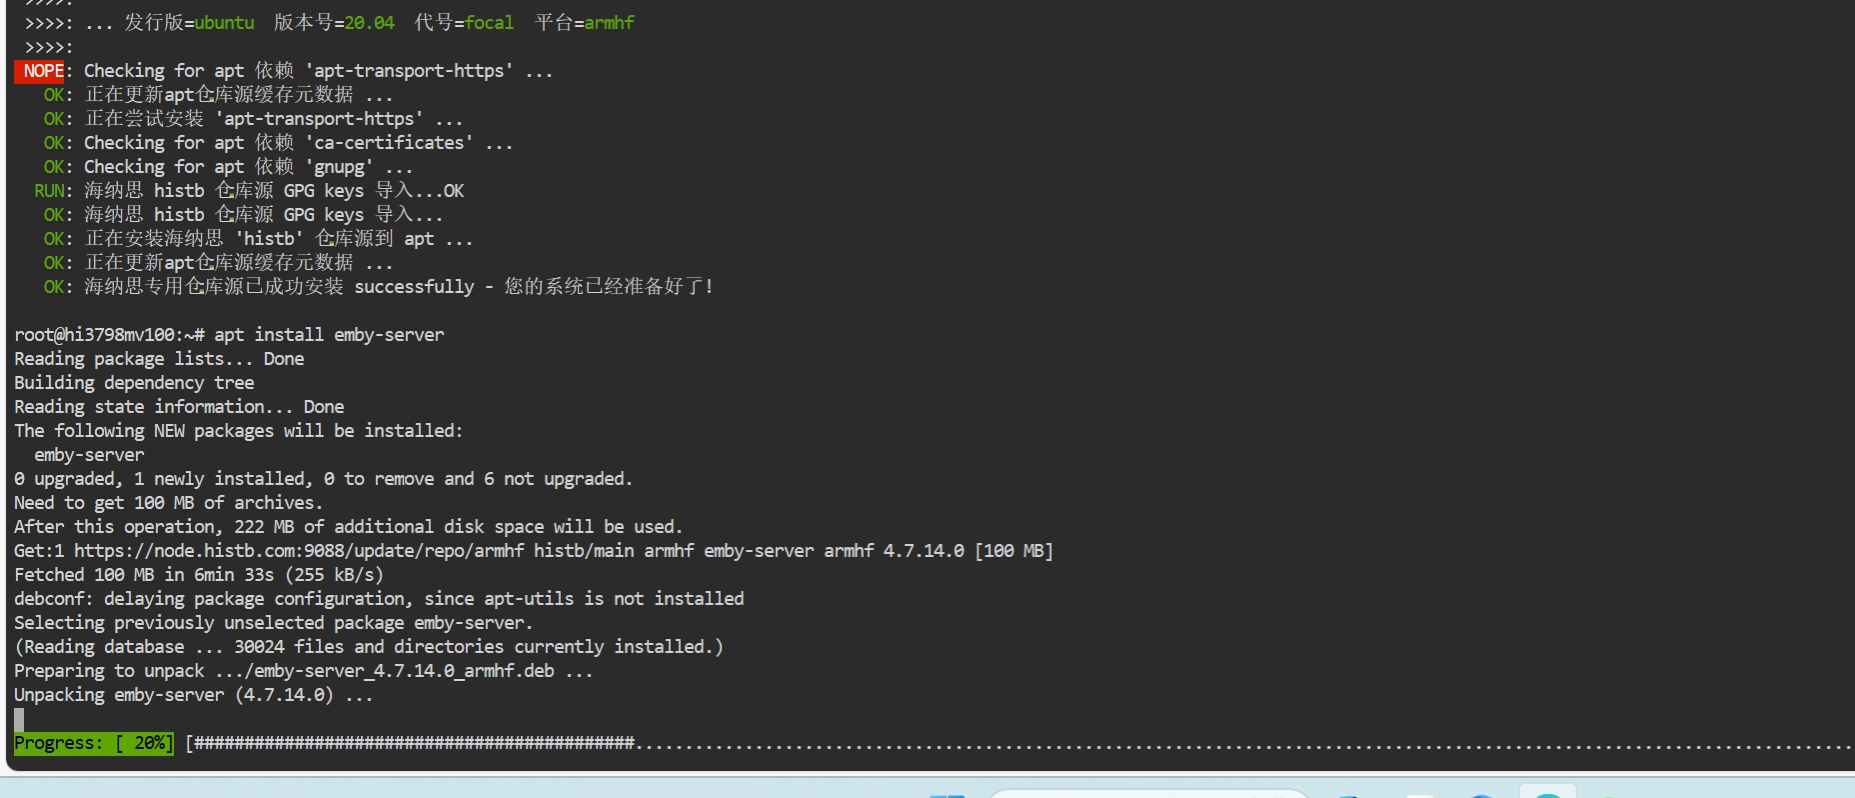 >>>>:
>>>>: ... 发行版=ubuntu 版本号=20.04 代号=focal 平台=armhf
>>>>:
NOPE: Checking for apt 依赖 'apt-transport-https' ...
OK: 正在更新apt仓库源缓存元数据 ...
OK: 正在尝试安装 'apt-transport-https' ...
OK: Checking for apt 依赖 'ca-certificates' ...
OK: Checking for apt 依赖 'gnupg' ...
RUN: 海纳思 histb 仓库源 GPG keys 导入...OK
OK: 海纳思 histb 仓库源 GPG keys 导入...
OK: 正在安装海纳思 'histb' 仓库源到 apt ...
OK: 正在更新apt仓库源缓存元数据 ...
OK: 海纳思专用仓库源已成功安装 successfully - 您的系统已经准备好了!
root@hi3798mv100:~# apt install emby-server
Reading package lists... Done
Building dependency tree
Reading state information... Done
The following NEW packages will be installed:
emby-server
0 upgraded, 1 newly installed, 0 to remove and 6 not upgraded.
Need to get 100 MB of archives.
After this operation, 222 MB of additional disk space will be used.
Get:1 https://node.histb.com:9088/update/repo/armhf histb/main armhf emby-server armhf 4.7.14.0 [100 MB]
Fetched 100 MB in 6min 33s (255 kB/s)
debconf: delaying package configuration, since apt-utils is not installed
Selecting previously unselected package emby-server.
(Reading database ... 30024 files and directories currently installed.)
Preparing to unpack .../emby-server_4.7.14.0_armhf.deb ...
Unpacking emby-server (4.7.14.0) ...
Progress: [ 20%] [############################################..........................................................................................................................